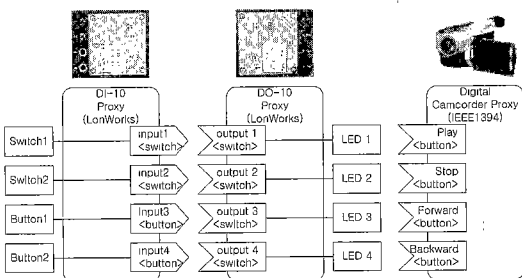 DI-10
Proxy
(LonWorks)
DO-10
Proxy
(LonWorks)
Digital
Camcorder Proxy
(IEEE1394)
Switch1
input1
<switch>
output 1
<switch>
LED 1
Play
<button>
Switch2
input2
<switch>
output 2
<switch>
LED 2
Stop
<button>
Button1
Input3
<button>
output 3
<switch>
LED 3
Forward
<button>
Button2
input4
<button>
output 4
<switch>
LED 4
Backward
<button>